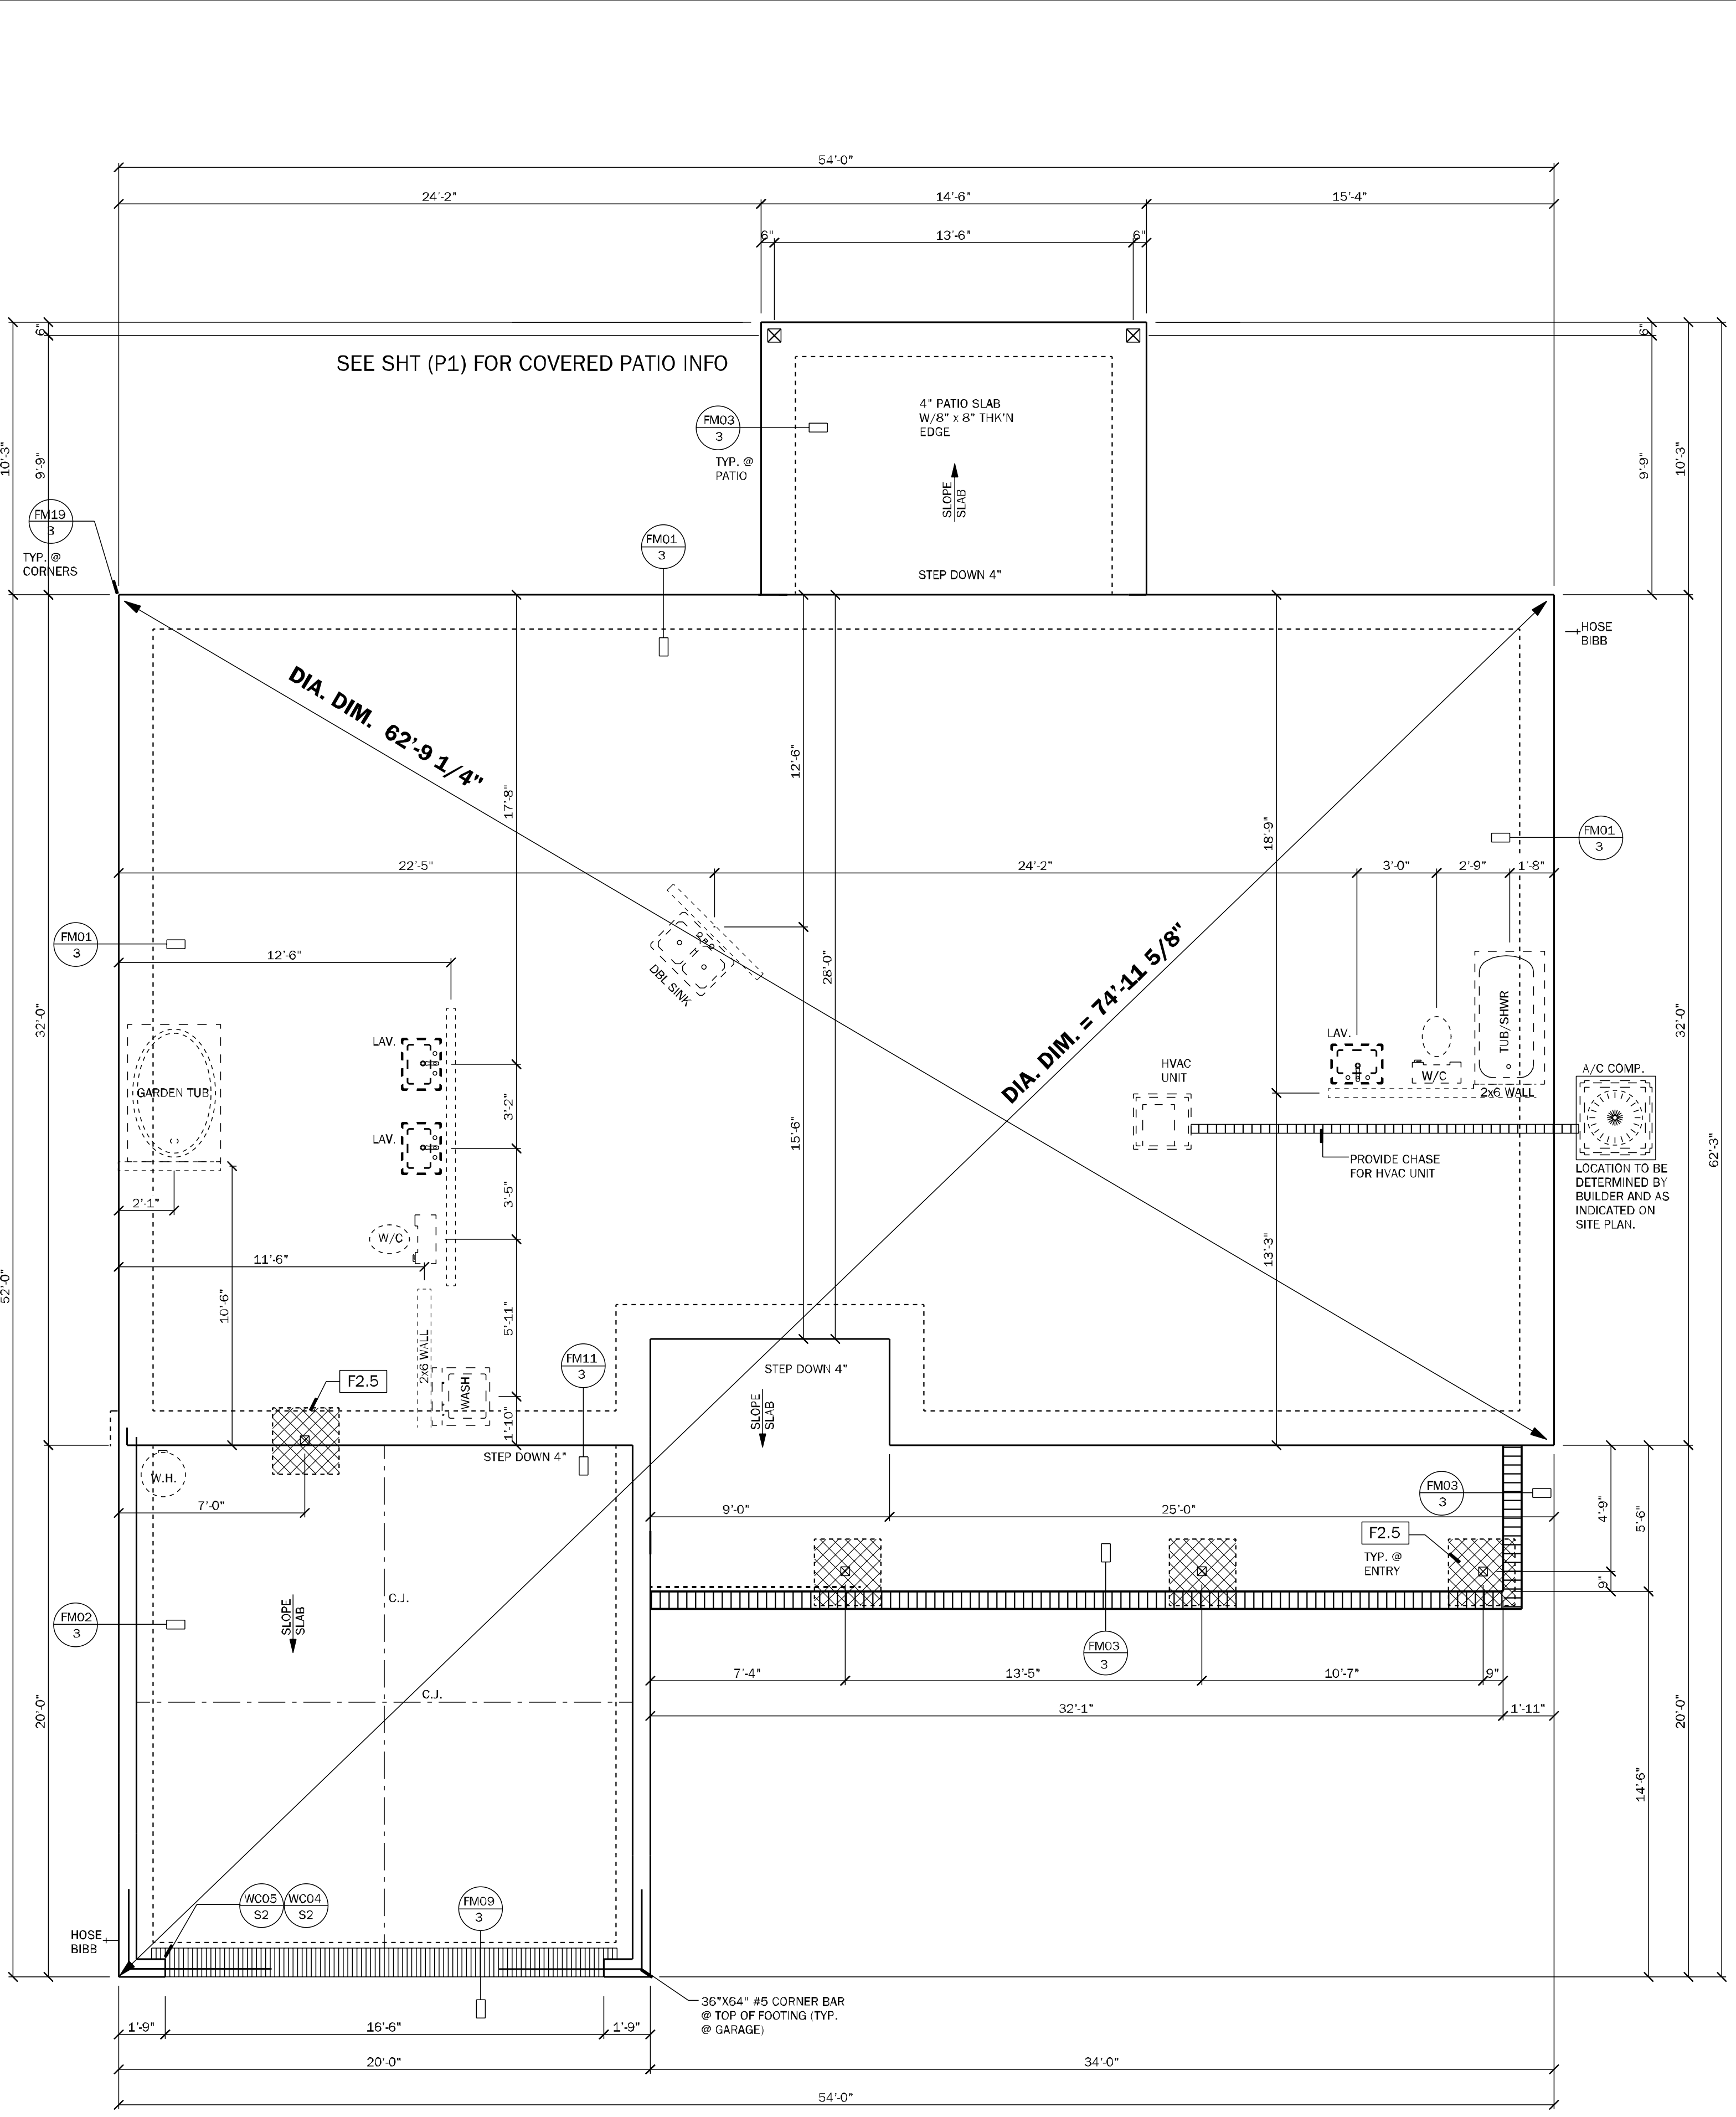 54'-0"
24'-2"
14'-6"
15'-4"
6"
13'-6"
6"
6"
6"
SEE SHT (P1) FOR COVERED PATIO INFO
4" PATIO SLAB
W/8" x 8" THK'N
EDGE
FM03
3
TYP. @
PATIO
10'-3"
9'-9"
9'-9"
10'-3"
SLOPE
SLAB
FM19
3
TYP. @
CORNERS
FM01
3
STEP DOWN 4"
HOSE
BIBB
DIA. DIM. 62'-9 1/4"
12'-6"
17'-8"
18'-9"
FM01
3
22'-5"
24'-2"
3'-0"
2'-9"
1'-8"
FM01
3
12'-6"
DBL SINK
28'-0"
DIA. DIM. = 74'-11 5/8"
32'-0"
32'-0"
LAV.
LAV.
TUB/SHWR
HVAC
UNIT
W/C
A/C COMP.
GARDEN TUB
2x6 WALL
3'-2"
LAV.
15'-6"
62'-3"
PROVIDE CHASE
FOR HVAC UNIT
LOCATION TO BE
DETERMINED BY
BUILDER AND AS
INDICATED ON
SITE PLAN.
2'-1"
3'-5"
W/C
11'-6"
13'-3"
52'-0"
10'-6"
5'-11"
2x6 WALL
FM11
3
STEP DOWN 4"
F2.5
WASH
SLOPE
SLAB
1'-10"
STEP DOWN 4"
W.H.
7'-0"
9'-0"
25'-0"
FM03
3
4'-9"
5'-6"
F2.5
TYP. @
ENTRY
9"
C.J.
SLOPE
SLAB
FM02
3
FM03
3
7'-4"
13'-5"
10'-7"
9"
C.J.
32'-1"
1'-11"
20'-0"
20'-0"
14'-6"
WC05
S2
WC04
S2
FM09
3
HOSE
BIBB
36"X64" #5 CORNER BAR
@ TOP OF FOOTING (TYP.
@ GARAGE)
1'-9"
16'-6"
1'-9"
20'-0"
34'-0"
54'-0"